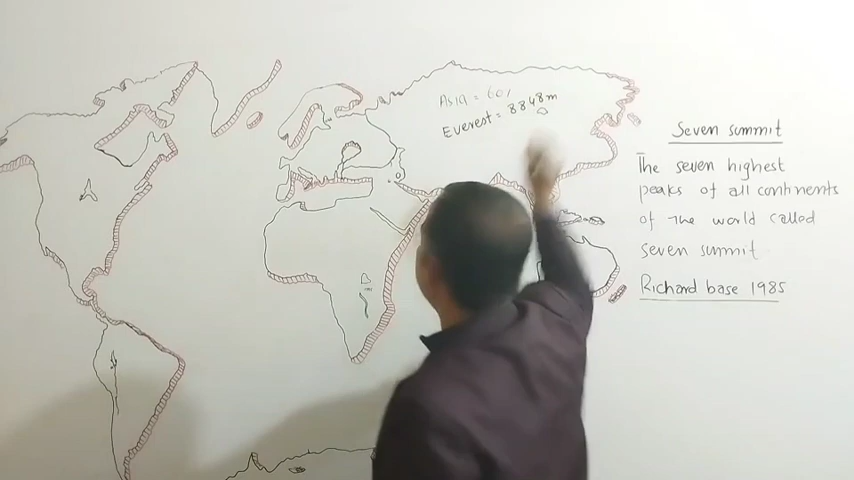 Asia = 60%
Everest = 8848m
Seven summit
The seven highest
peaks of all continents
of the world called
seven summit
Richard base 1985